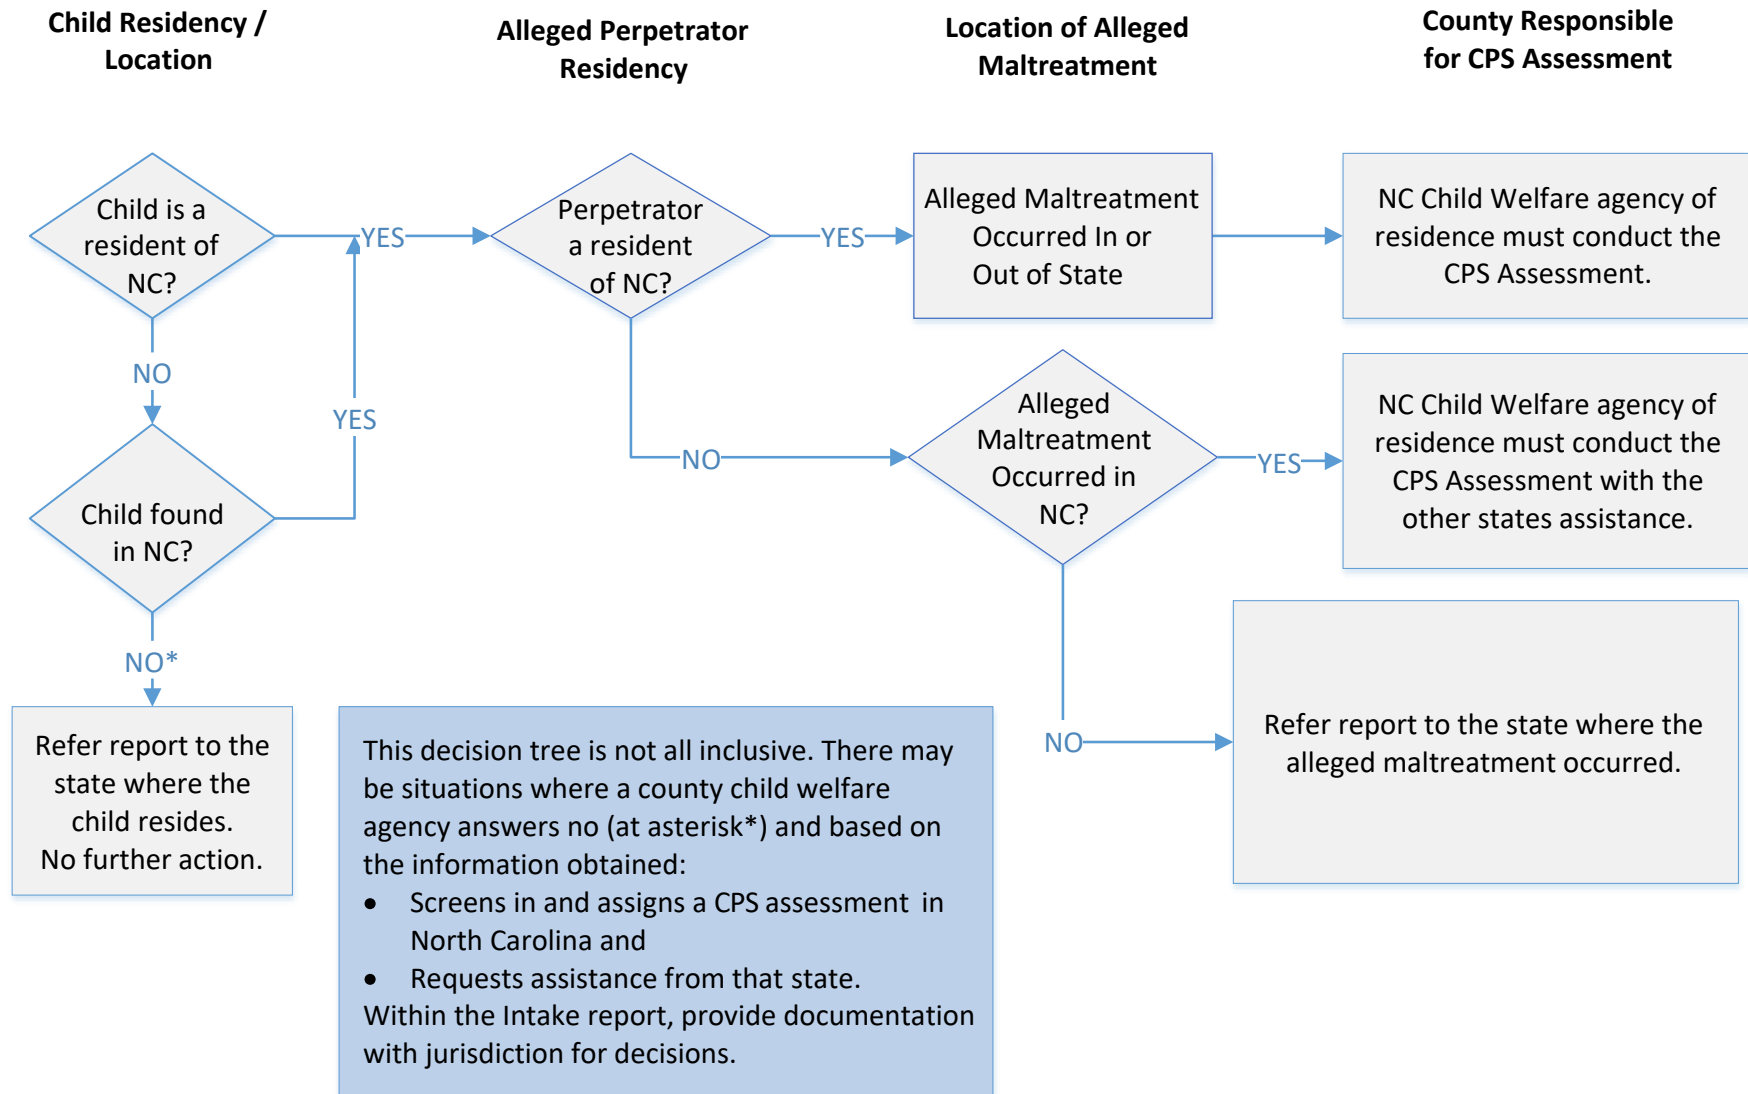 Child Residency /
Location
Alleged Perpetrator
Residency
Location of Alleged
Maltreatment
County Responsible
for CPS Assessment
Child is a
resident of
NC?
YES
Perpetrator
a resident
of NC?
YES
Alleged Maltreatment
Occurred In or
Out of State
NC Child Welfare agency of
residence must conduct the
CPS Assessment.
NO
YES
Child found
in NC?
NO
Alleged
Maltreatment
Occurred in
NC?
YES
NC Child Welfare agency of
residence must conduct the
CPS Assessment with the
other states assistance.
NO*
Refer report to the
state where the
child resides.
No further action.
NO
Refer report to the state where the
alleged maltreatment occurred.
This decision tree is not all inclusive. There may
be situations where a county child welfare
agency answers no (at asterisk*) and based on
the information obtained:
• Screens in and assigns a CPS assessment in
North Carolina and
• Requests assistance from that state.
Within the Intake report, provide documentation
with jurisdiction for decisions.